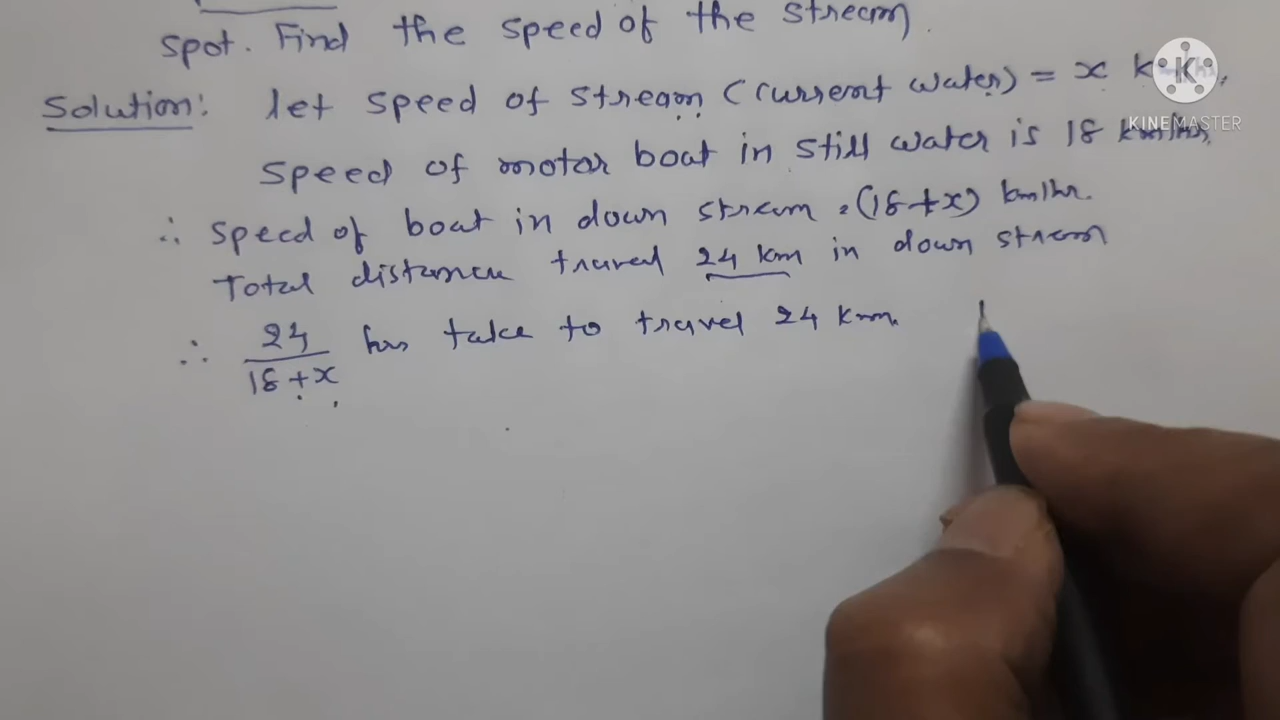 spot. Find the speed of the stream.
Solution: let speed of stream (current water) = x
KINEMASTER
speed of motor boat in still water is 18 km/hr,
∴ speed of boat in down stream = (18+x) km/hr.
Total distance travel 24 km in down stream
∴ 24/18+x hrs take to travel 24 km.